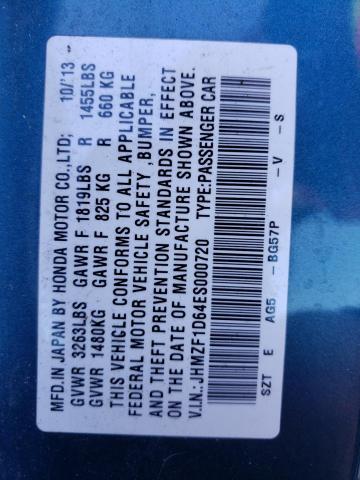 MFD.IN JAPAN BY HONDA MOTOR CO.,LTD; 10/'13
GVWR 3263LBS GAWR F 1819LBS R 1455LBS
GVWR 1480KG GAWR F 825 KG R 660 KG
THIS VEHICLE CONFORMS TO ALL APPLICABLE
FEDERAL MOTOR VEHICLE SAFETY ,BUMPER,
AND THEFT PREVENTION STANDARDS IN EFFECT
ON THE DATE OF MANUFACTURE SHOWN ABOVE.
V.I.N.:JHMZF1D64ES000720 TYPE:PASSENGER CAR
SZT E AG5 -BG57P -V -S